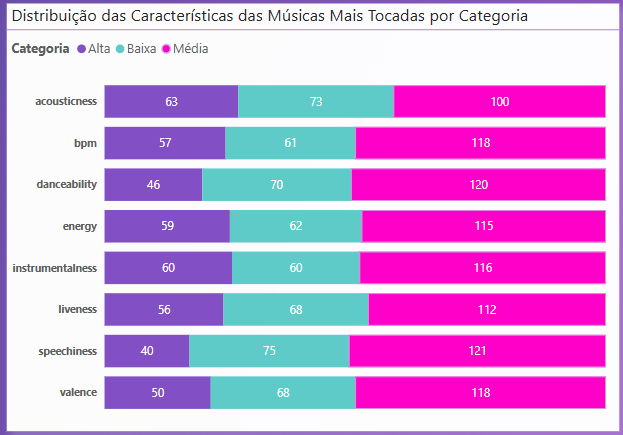 Distribuição das Características das Músicas Mais Tocadas por Categoria
Categoria Alta Baixa Média
acousticness 63 73 100
bpm 57 61 118
danceability 46 70 120
energy 59 62 115
instrumentalness 60 60 116
liveness 56 68 112
speechiness 40 75 121
valence 50 68 118